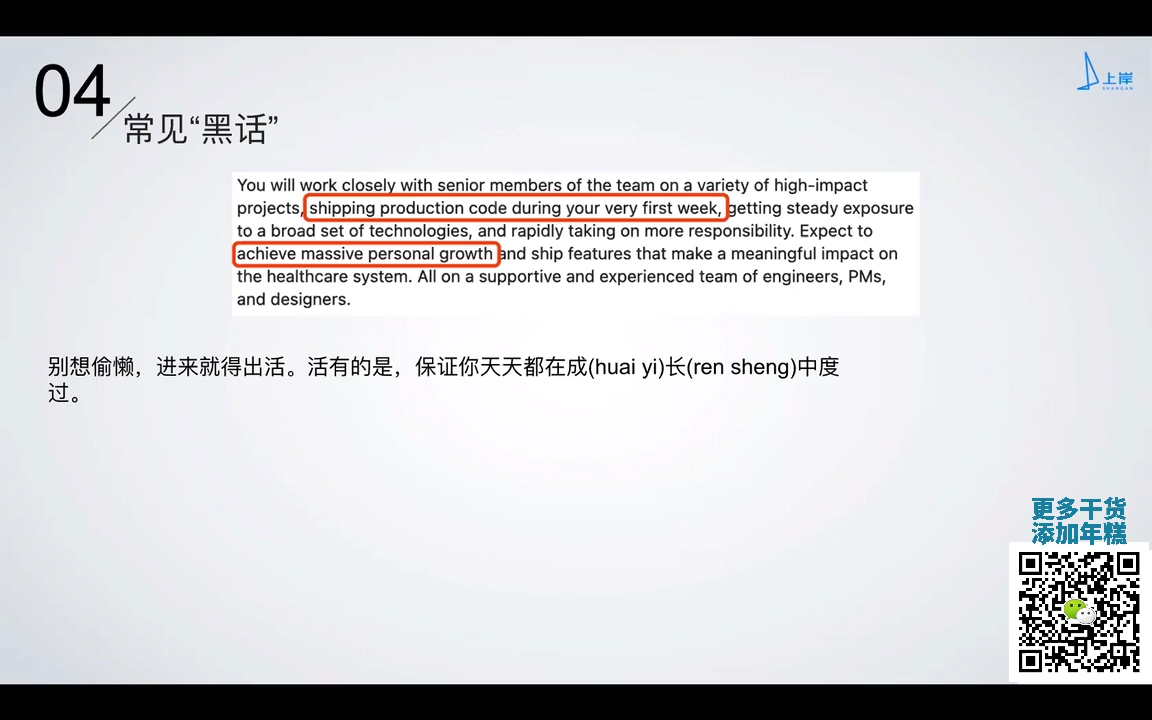 04
常见“黑话”
上岸
SHANGAN
You will work closely with senior members of the team on a variety of high-impact
projects, shipping production code during your very first week, getting steady exposure
to a broad set of technologies, and rapidly taking on more responsibility. Expect to
achieve massive personal growth and ship features that make a meaningful impact on
the healthcare system. All on a supportive and experienced team of engineers, PMs,
and designers.
别想偷懒，进来就得出活。活有的是，保证你天天都在成(huai yi)长(ren sheng)中度
过。
更多干货
添加年糕